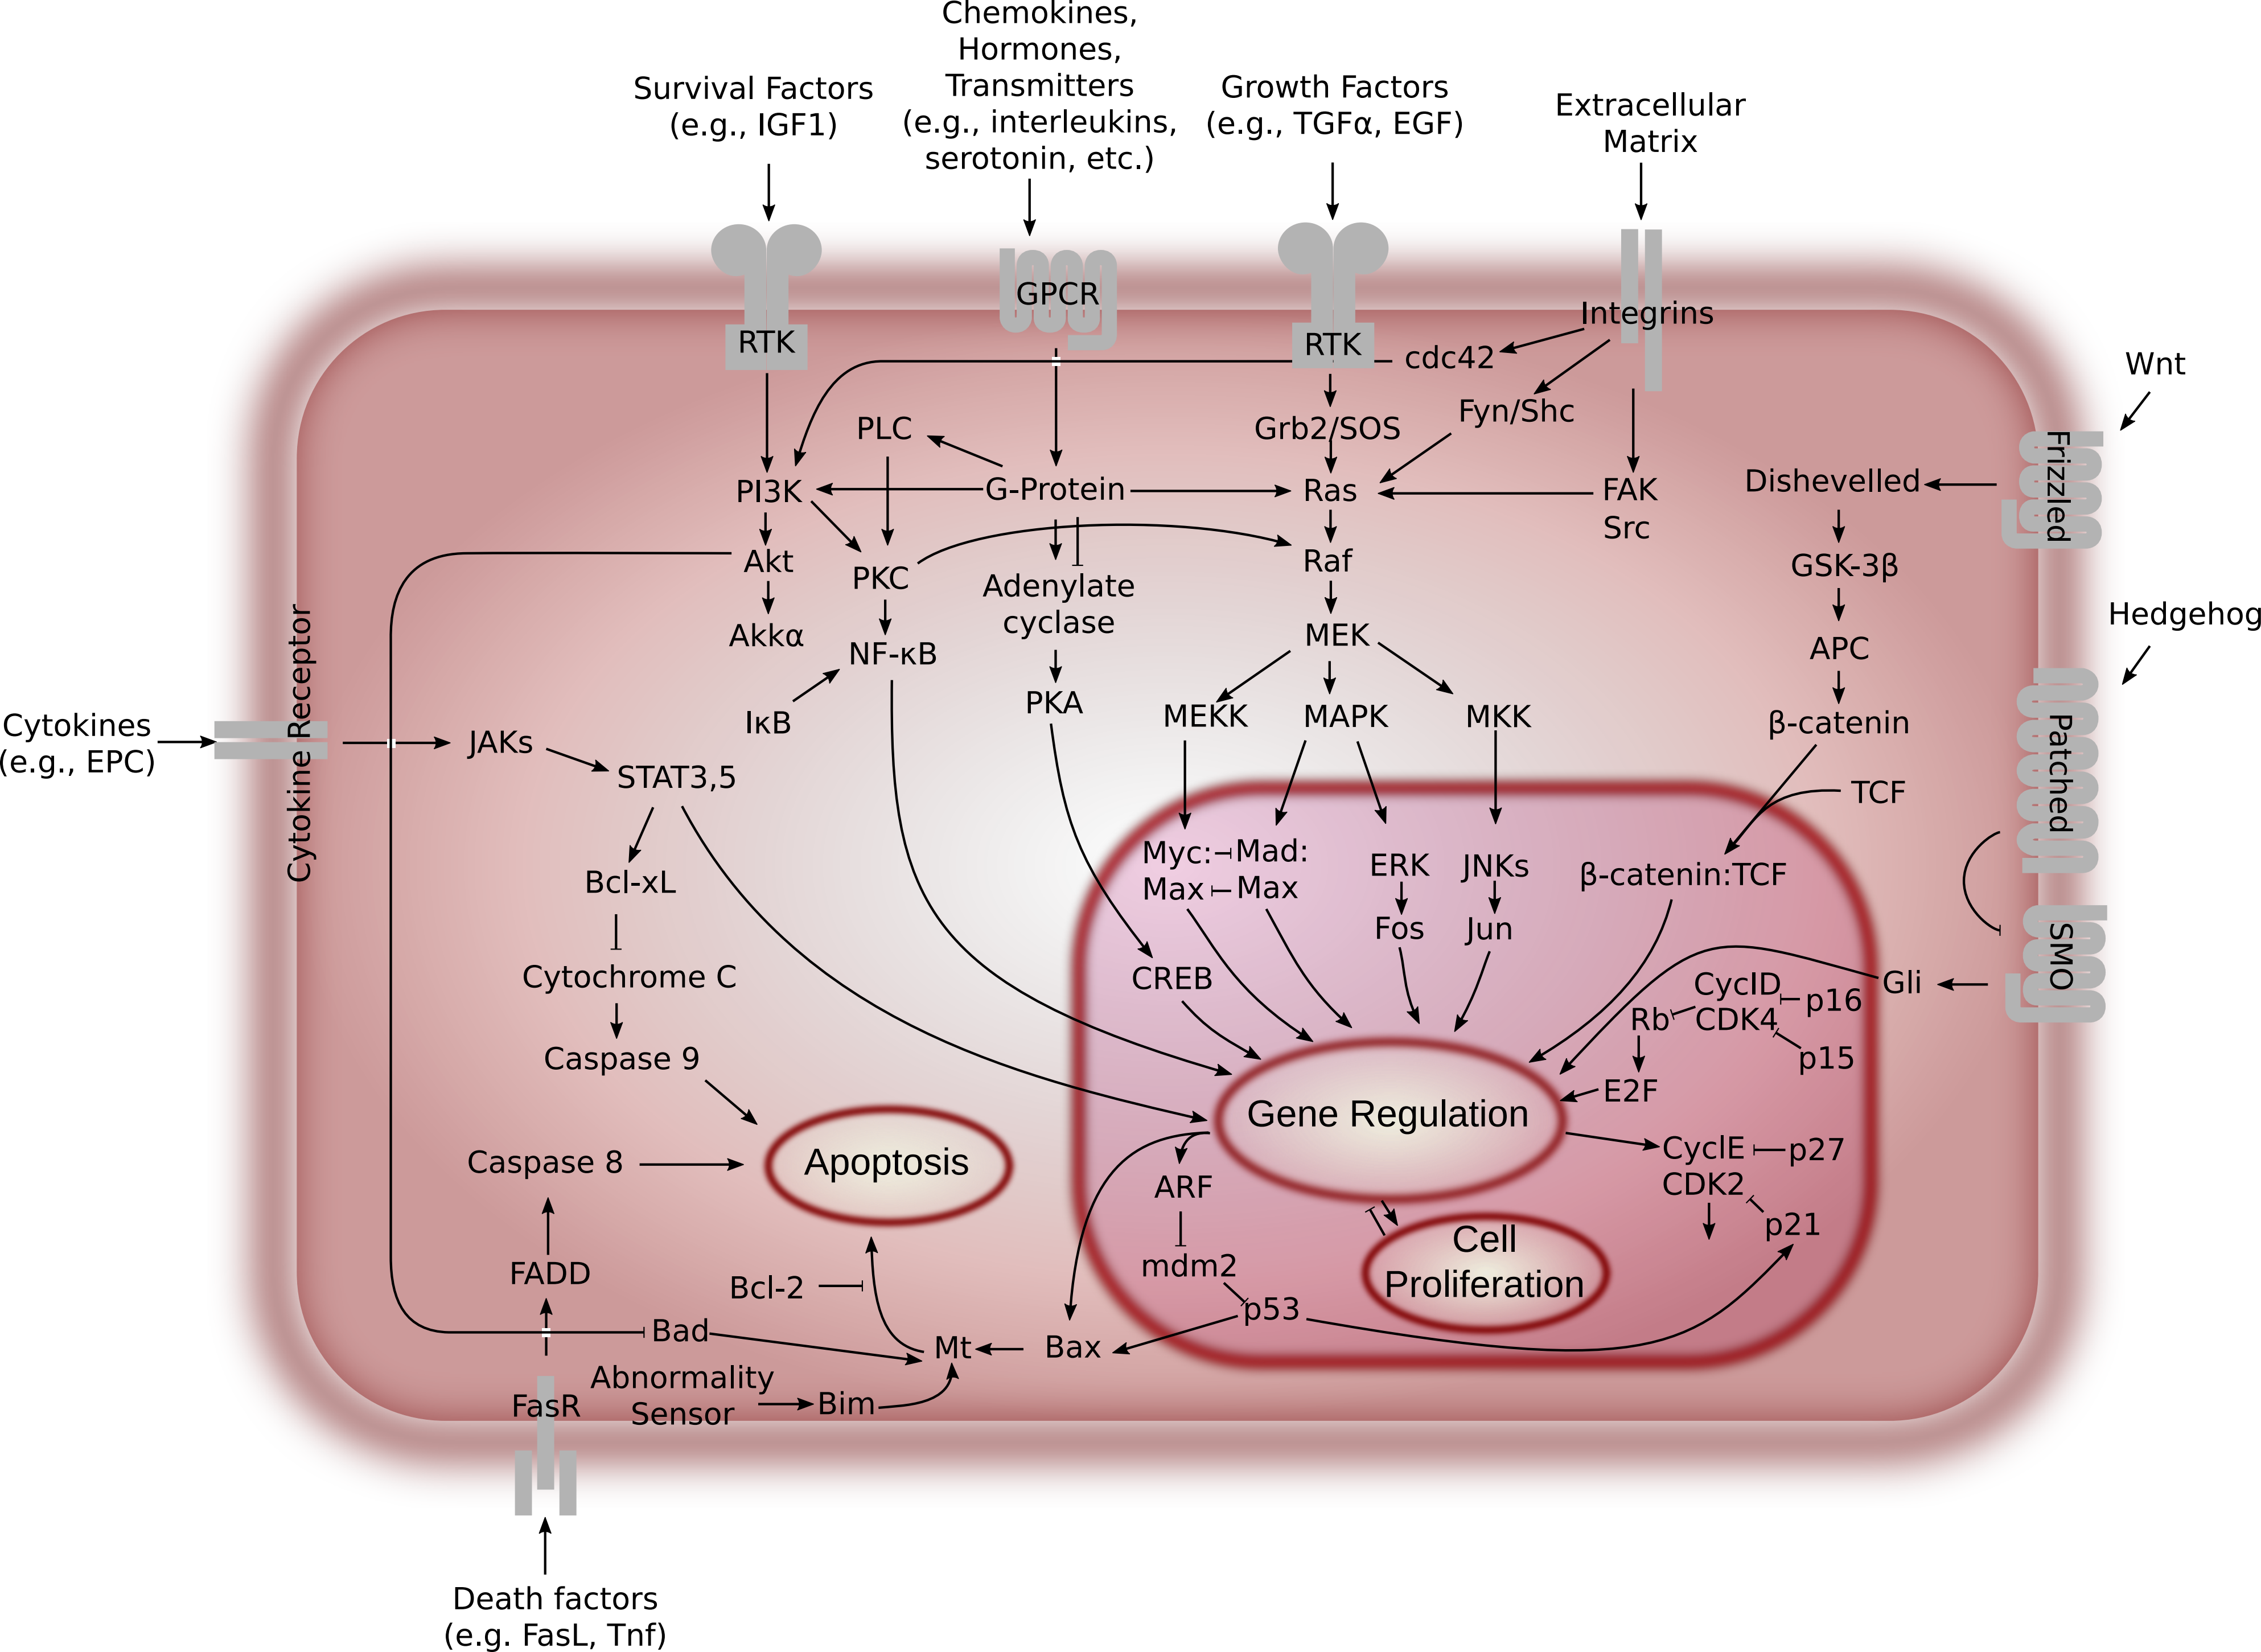 Chemokines,
Hormones,
Transmitters
(e.g., interleukins,
serotonin, etc.)
Survival Factors
(e.g., IGF1)
Growth Factors
(e.g., TGFα, EGF)
Extracellular
Matrix
RTK
GPCR
RTK
Integrins
cdc42
Wnt
Fyn/Shc
PLC
Grb2/SOS
Frizzled
Dishevelled
PI3K
G-Protein
Ras
FAK
Src
Akt
PKC
Adenylate
cyclase
Raf
GSK-3β
Hedgehog
Akkα
NF-κB
MEK
APC
IκB
PKA
MEKK
MAPK
MKK
β-catenin
Patched
Cytokines
(e.g., EPC)
Cytokine Receptor
JAKs
STAT3,5
TCF
Myc:
Mad:
Max
Max
ERK
JNKs
β-catenin:TCF
Bcl-xL
Fos
Jun
SMO
Cytochrome C
CREB
CyclD
p16
Gli
Rb
CDK4
p15
Caspase 9
E2F
Gene Regulation
CyclE
p27
Caspase 8
Apoptosis
ARF
CDK2
p21
Cell
Proliferation
FADD
mdm2
Bcl-2
p53
Bad
Mt
Bax
Abnormality
Sensor
Bim
FasR
Death factors
(e.g. FasL, Tnf)